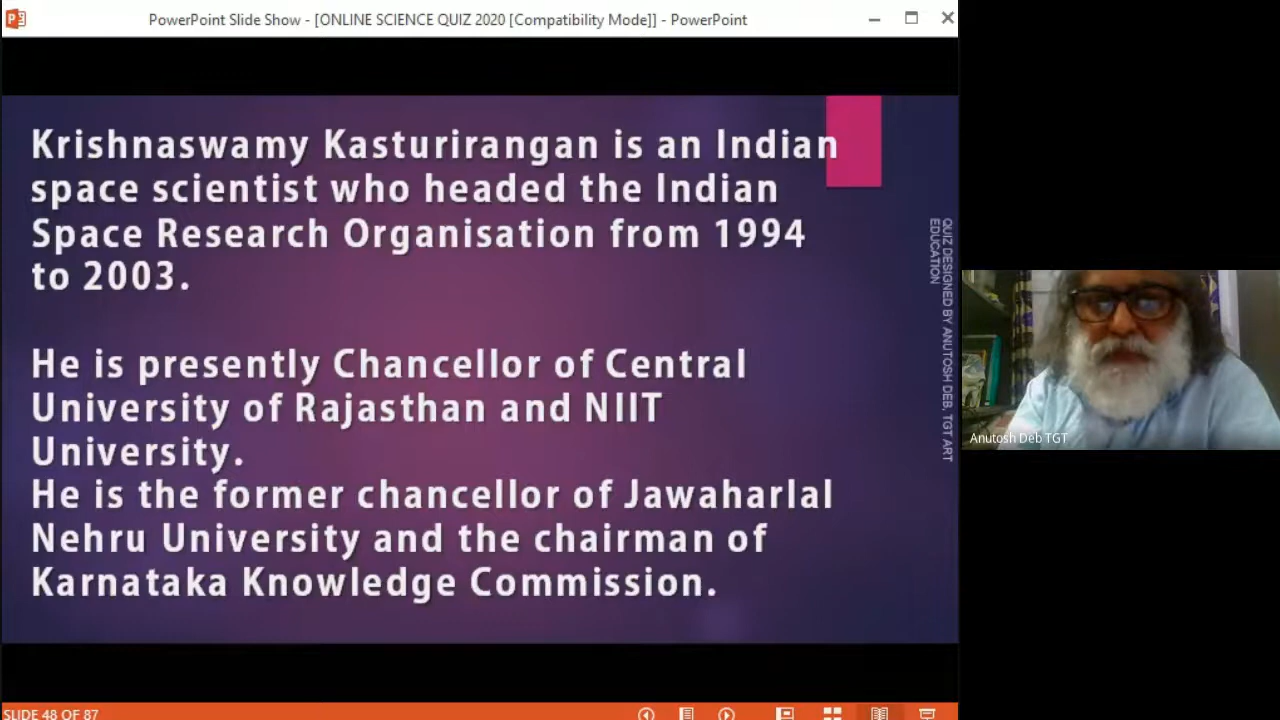 PowerPoint Slide Show - [ONLINE SCIENCE QUIZ 2020 [Compatibility Mode]] - PowerPoint
Krishnaswamy Kasturirangan is an Indian
space scientist who headed the Indian
Space Research Organisation from 1994
to 2003.
He is presently Chancellor of Central
University of Rajasthan and NIIT
University.
He is the former chancellor of Jawaharlal
Nehru University and the chairman of
Karnataka Knowledge Commission.
QUIZ DESIGNED BY ANUTOSH DEB, TGT ART
EDUCATION
Anutosh Deb TGT
SLIDE 48 OF 87